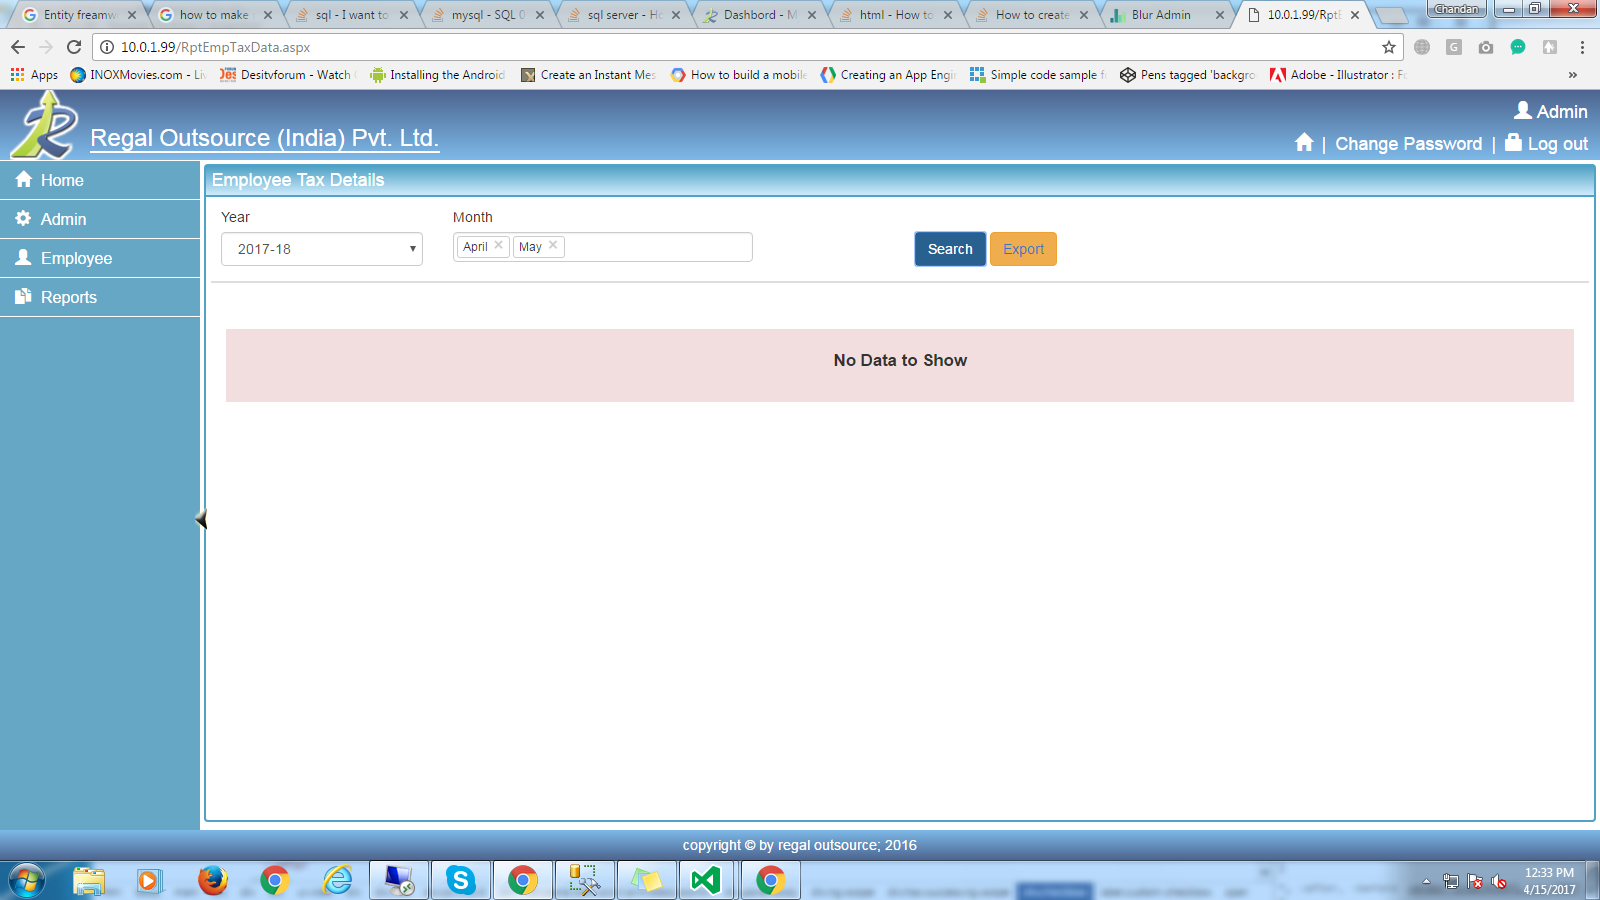 Entity freamw
how to make
sql - I want to
mysql - SQL
sql server - Ho
Dashbord - M
html - How to
How to create
Blur Admin
10.0.1.99/RptE
Chandan
10.0.1.99/RptEmpTaxData.aspx
Apps
INOXMovies.com - Liv
Desitvforum - Watch
Installing the Android
Create an Instant Mes
How to build a mobile
Creating an App Engi
Simple code sample f
Pens tagged 'backgro
Adobe - Illustrator : Fo
»
Regal Outsource (India) Pvt. Ltd.
Admin
| Change Password | Log out
Home
Admin
Employee
Reports
Employee Tax Details
Year
Month
2017-18
April ×
May ×
Search
Export
No Data to Show
copyright © by regal outsource; 2016
12:33 PM
4/15/2017